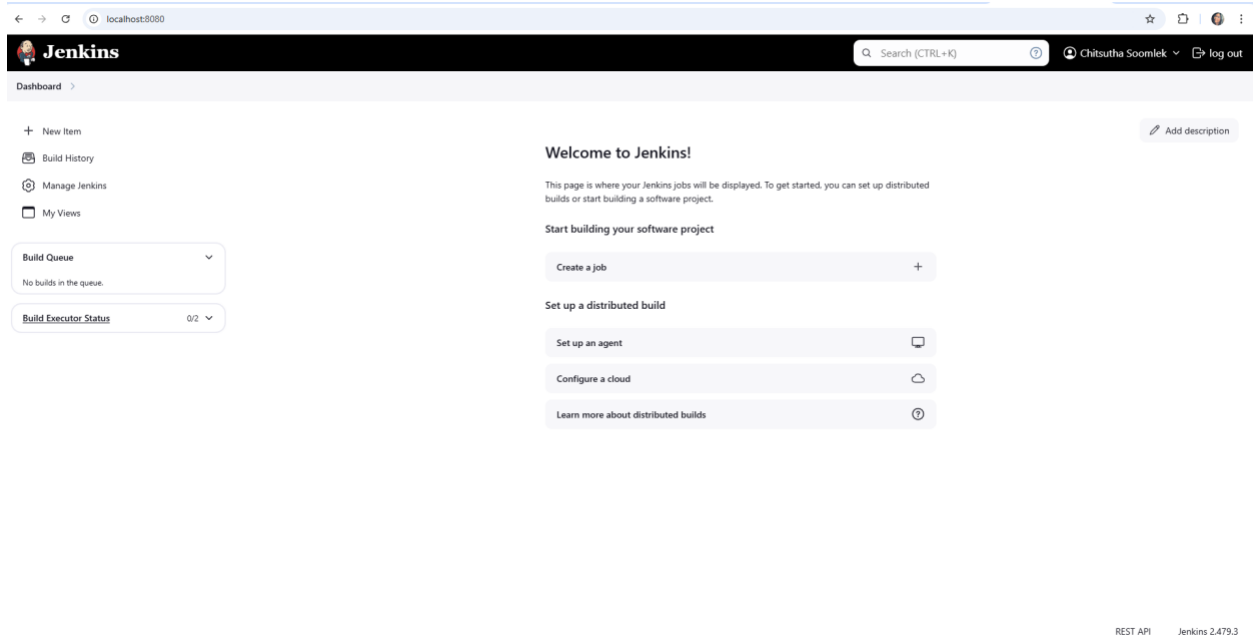 localhost:8080
Jenkins
Search (CTRL+K)
Chitsutha Soomlek
log out
Dashboard
New Item
Build History
Manage Jenkins
My Views
Build Queue
No builds in the queue.
Build Executor Status 0/2
Add description
Welcome to Jenkins!
This page is where your Jenkins jobs will be displayed. To get started, you can set up distributed
builds or start building a software project.
Start building your software project
Create a job
Set up a distributed build
Set up an agent
Configure a cloud
Learn more about distributed builds
REST API
Jenkins 2.479.3